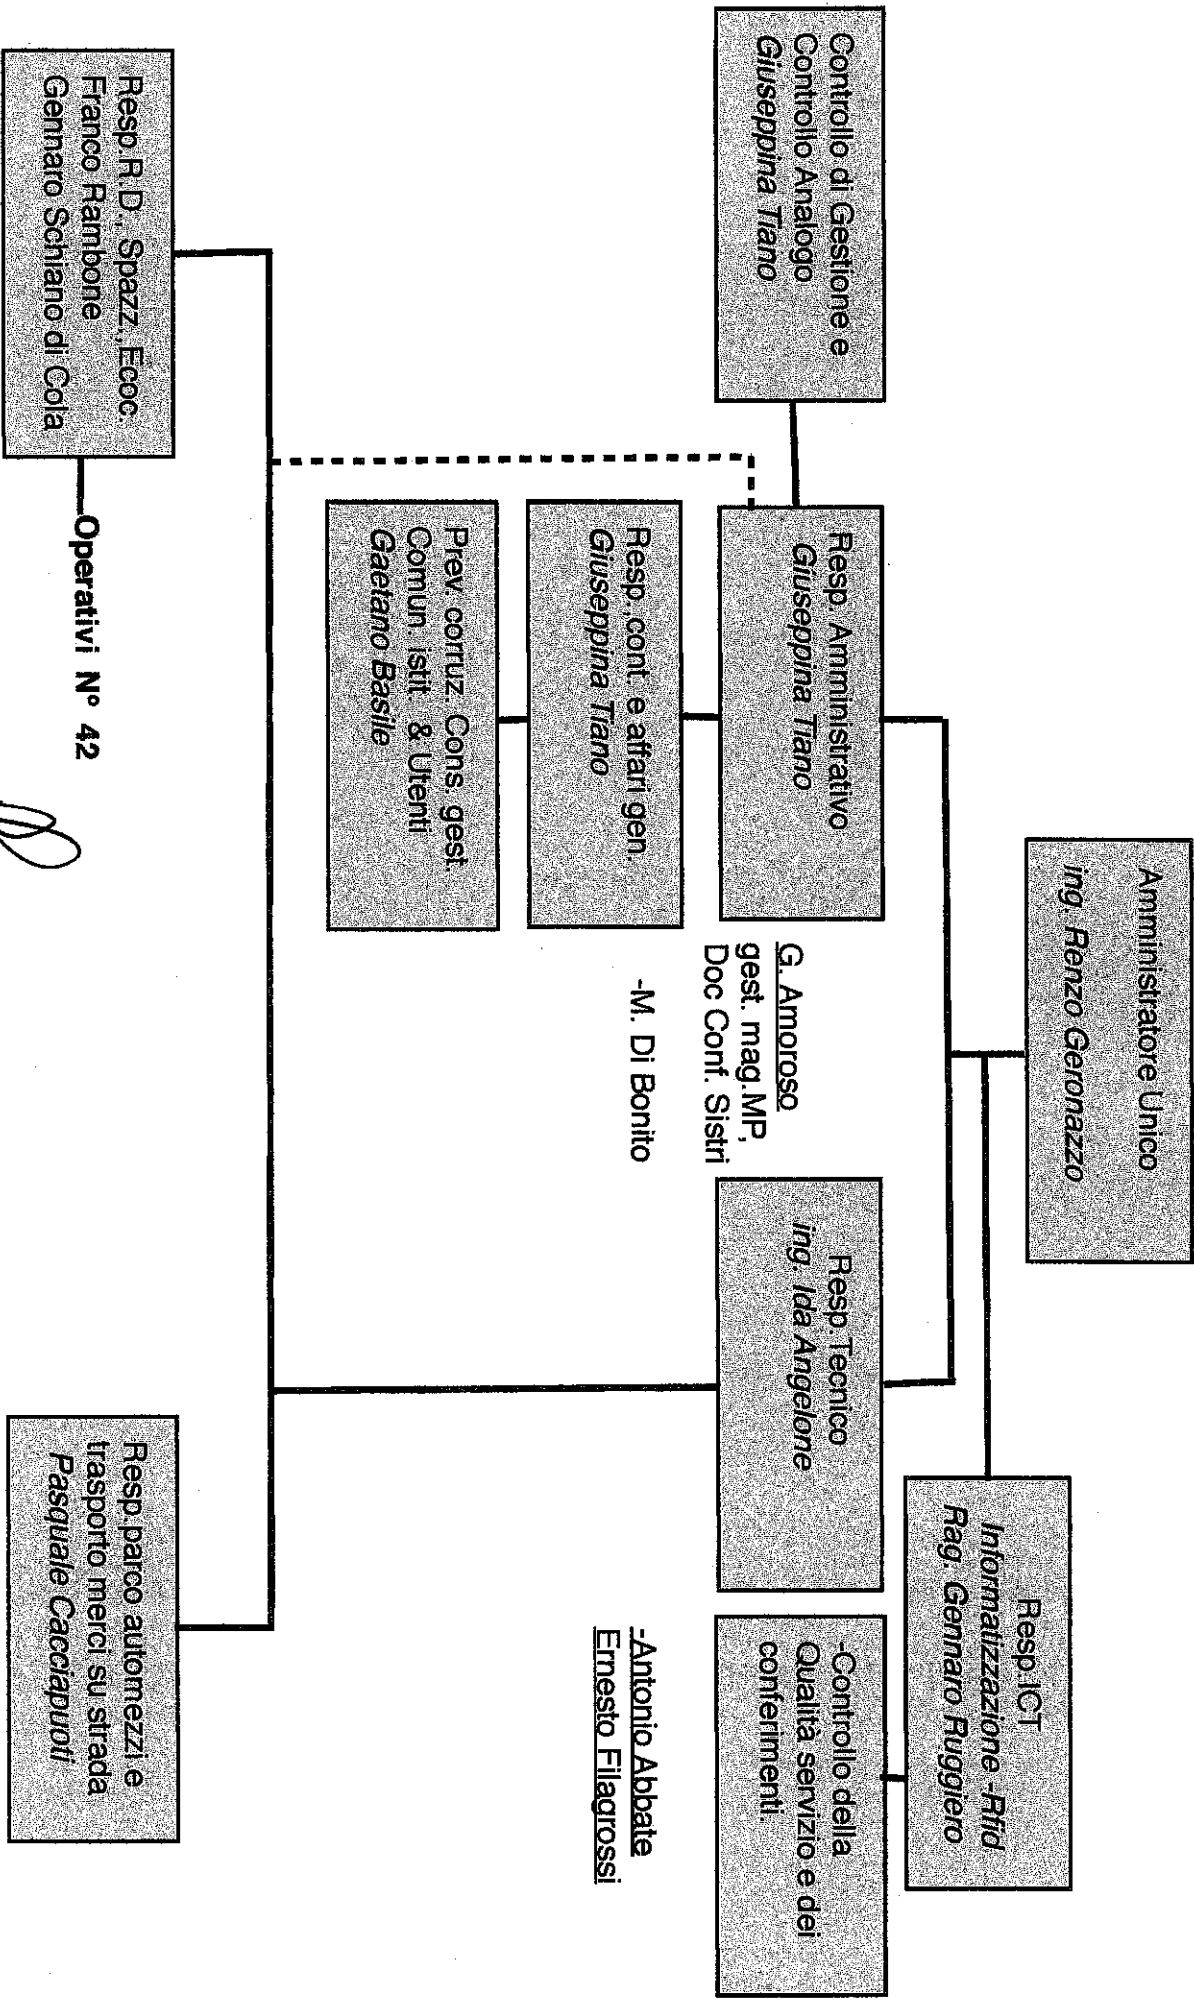 Amministratore Unico
ing. Renzo Geronazzo
Resp.ICT
Informatizzazione -Rfid
Rag. Gennaro Ruggiero
Controllo di Gestione e
Controllo Analogo
Giuseppina Tiano
Resp. Amministrativo
Giuseppina Tiano
G. Amoroso
gest. mag.MP,
Doc Conf. Sistri
-M. Di Bonito
Resp.Tecnico
ing. Ida Angelone
-Controllo della
Qualità servizio e dei
conferimenti
-Antonio Abbate
Ernesto Filagrossi
Resp.,cont. e affari gen.
Giuseppina Tiano
Prev. corruz. Cons. gest.
Comun. istit. & Utenti
Gaetano Basile
Resp.R.D., Spazz.,Ecoc.
Franco Rambone
Gennaro Schiano di Cola
Operativi N° 42
Resp.parco automezzi e
trasporto merci su strada
Pasquale Cacciapuoti